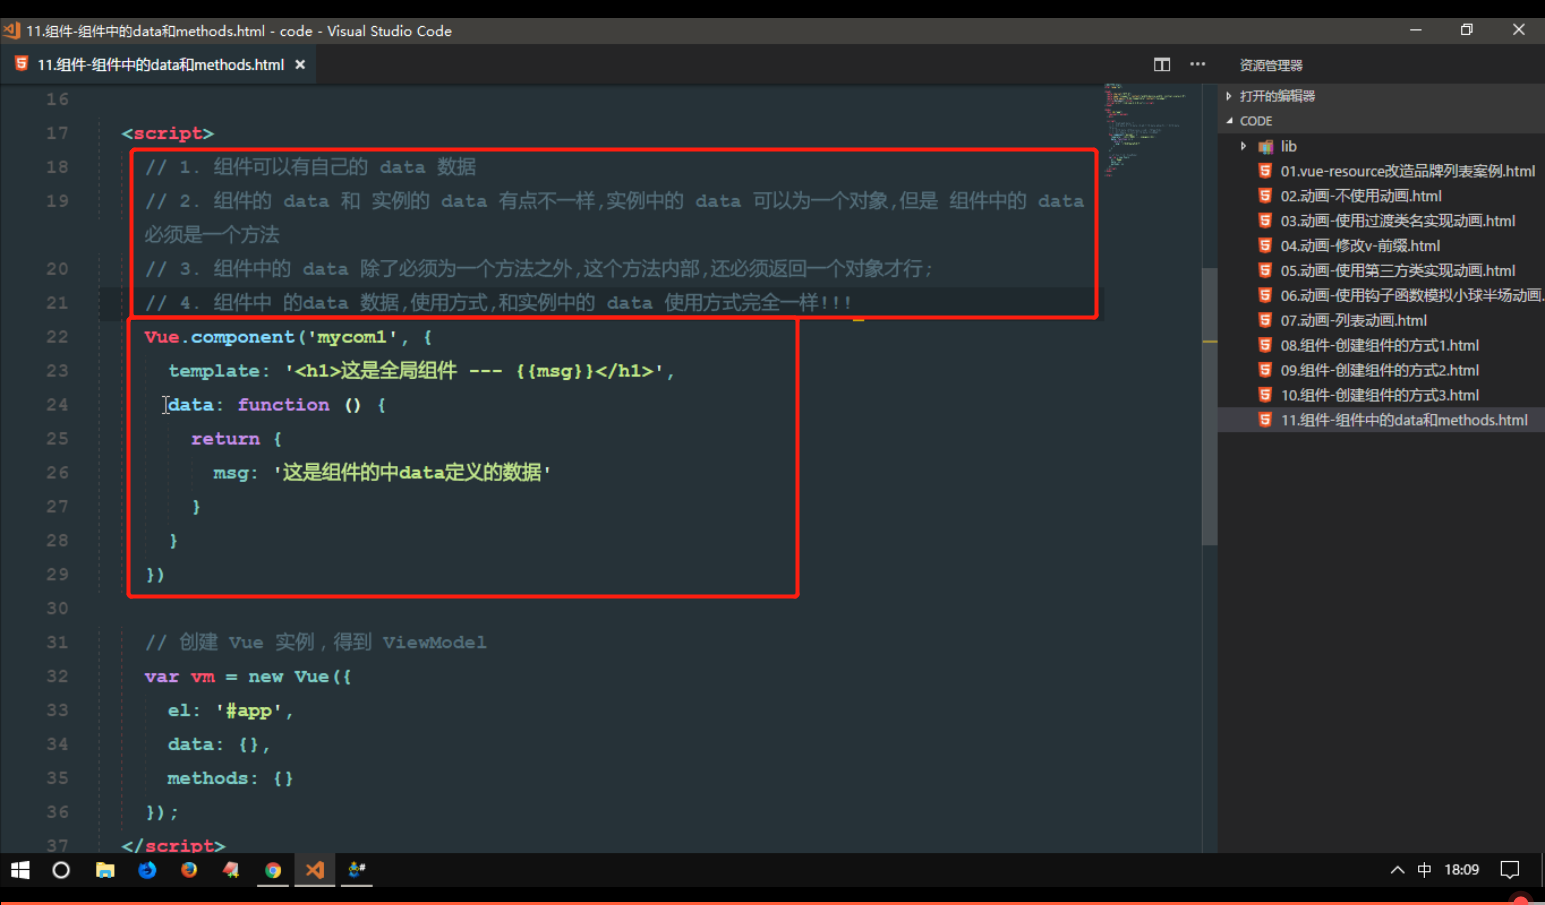 11.组件-组件中的data和methods.html - code - Visual Studio Code
11.组件-组件中的data和methods.html ×
16
17 <script>
18 // 1. 组件可以有自己的 data 数据
19 // 2. 组件的 data 和 实例的 data 有点不一样,实例中的 data 可以为一个对象,但是 组件中的 data
必须是一个方法
20 // 3. 组件中的 data 除了必须为一个方法之外,这个方法内部,还必须返回一个对象才行;
21 // 4. 组件中 的data 数据,使用方式,和实例中的 data 使用方式完全一样!!!
22 Vue.component('mycom1', {
23 template: '<h1>这是全局组件 --- {{msg}}</h1>',
24 data: function () {
25 return {
26 msg: '这是组件的中data定义的数据'
27 }
28 }
29 })
30
31 // 创建 Vue 实例，得到 ViewModel
32 var vm = new Vue({
33 el: '#app',
34 data: {},
35 methods: {}
36 });
37 </script>
资源管理器
打开的编辑器
CODE
lib
01.vue-resource改造品牌列表案例.html
02.动画-不使用动画.html
03.动画-使用过渡类名实现动画.html
04.动画-修改v-前缀.html
05.动画-使用第三方类实现动画.html
06.动画-使用钩子函数模拟小球半场动画.
07.动画-列表动画.html
08.组件-创建组件的方式1.html
09.组件-创建组件的方式2.html
10.组件-创建组件的方式3.html
11.组件-组件中的data和methods.html
中 18:09